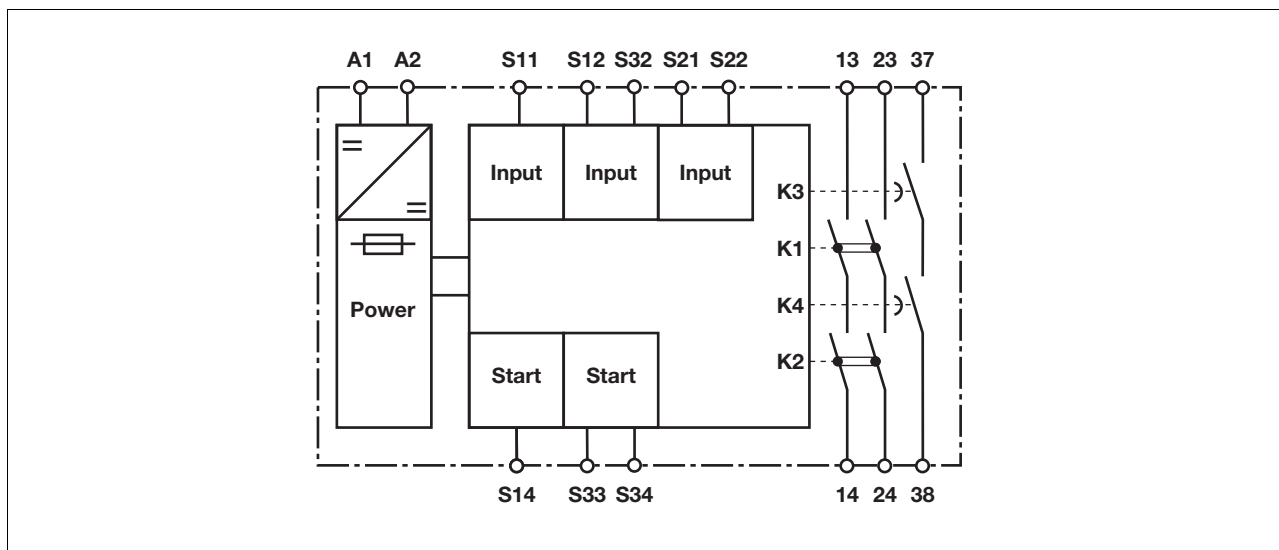 A1 A2 S11 S12 S32 S21 S22 13 23 37
Input Input Input
K3
K1
Power
K4
Start Start
K2
S14 S33 S34 14 24 38